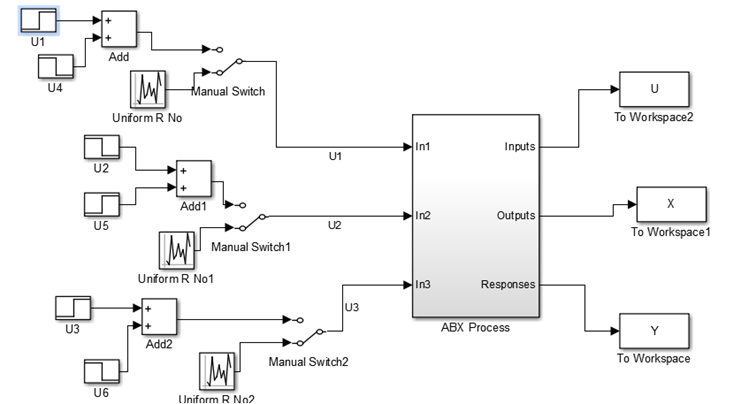 U1
+
+
Add
U4
Uniform R No
Manual Switch
U1
U2
+
+
Add1
U5
Uniform R No1
Manual Switch1
U2
U3
+
+
Add2
U6
Uniform R No2
Manual Switch2
U3
In1
In2
In3
Inputs
Outputs
Responses
ABX Process
U
To Workspace2
X
To Workspace1
Y
To Workspace